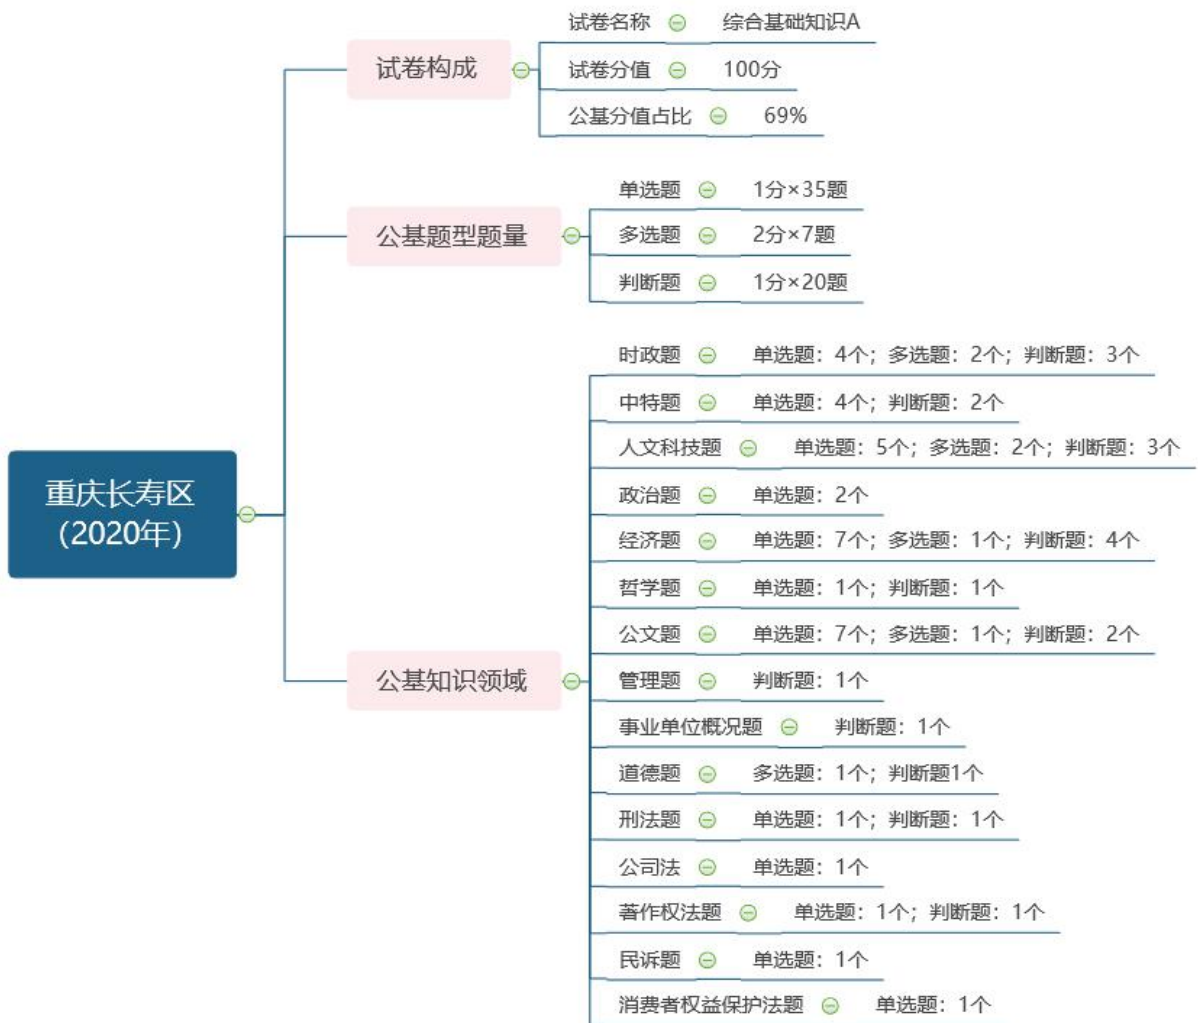 试卷名称 综合基础知识A
试卷构成
试卷分值 100分
公基分值占比 69%
单选题 1分×35题
公基题型题量
多选题 2分×7题
判断题 1分×20题
时政题 单选题：4个；多选题：2个；判断题：3个
中特题 单选题：4个；判断题：2个
人文科技题 单选题：5个；多选题：2个；判断题：3个
重庆长寿区
(2020年)
政治题 单选题：2个
经济题 单选题：7个；多选题：1个；判断题：4个
哲学题 单选题：1个；判断题：1个
公文题 单选题：7个；多选题：1个；判断题：2个
公基知识领域
管理题 判断题：1个
事业单位概况题 判断题：1个
道德题 多选题：1个；判断题1个
刑法题 单选题：1个；判断题：1个
公司法 单选题：1个
著作权法题 单选题：1个；判断题：1个
民诉题 单选题：1个
消费者权益保护法题 单选题：1个